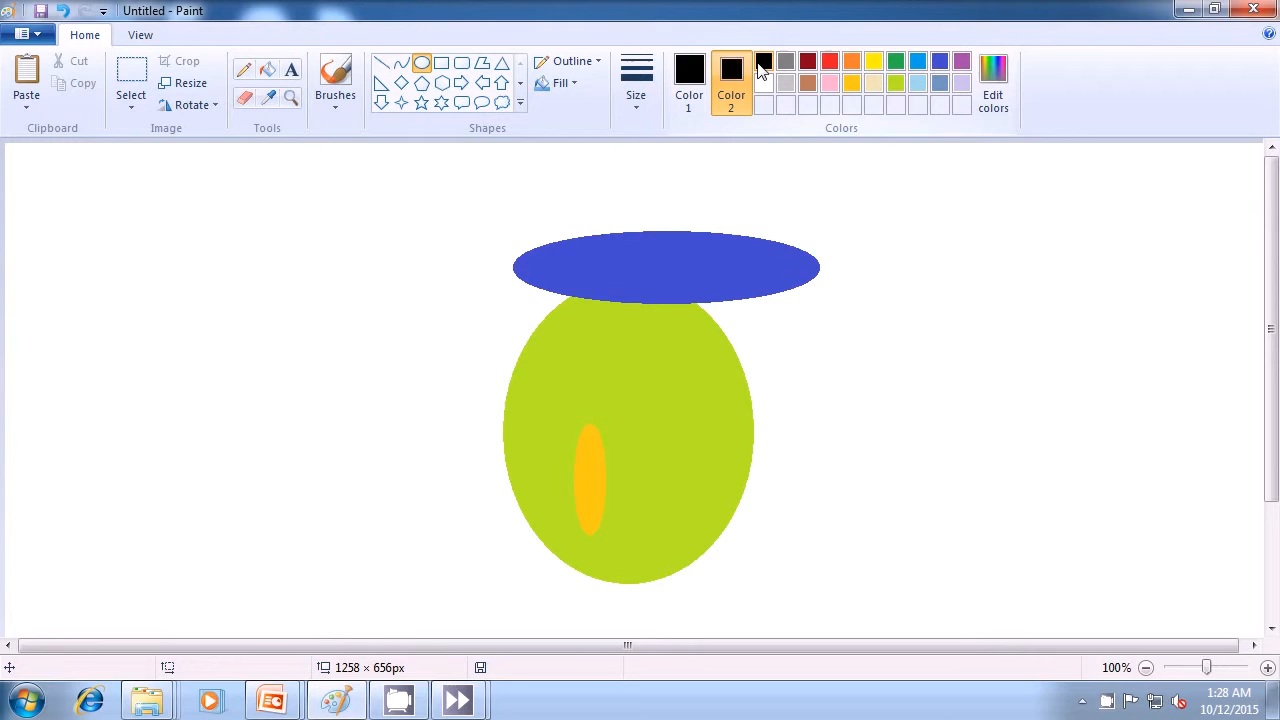 Untitled - Paint
Home
View
Paste
Cut
Copy
Clipboard
Select
Crop
Resize
Rotate
Image
A
Tools
Brushes
Outline
Fill
Shapes
Size
Color
1
Color
2
Edit
colors
Colors
1258 × 656px
100%
1:28 AM
10/12/2015